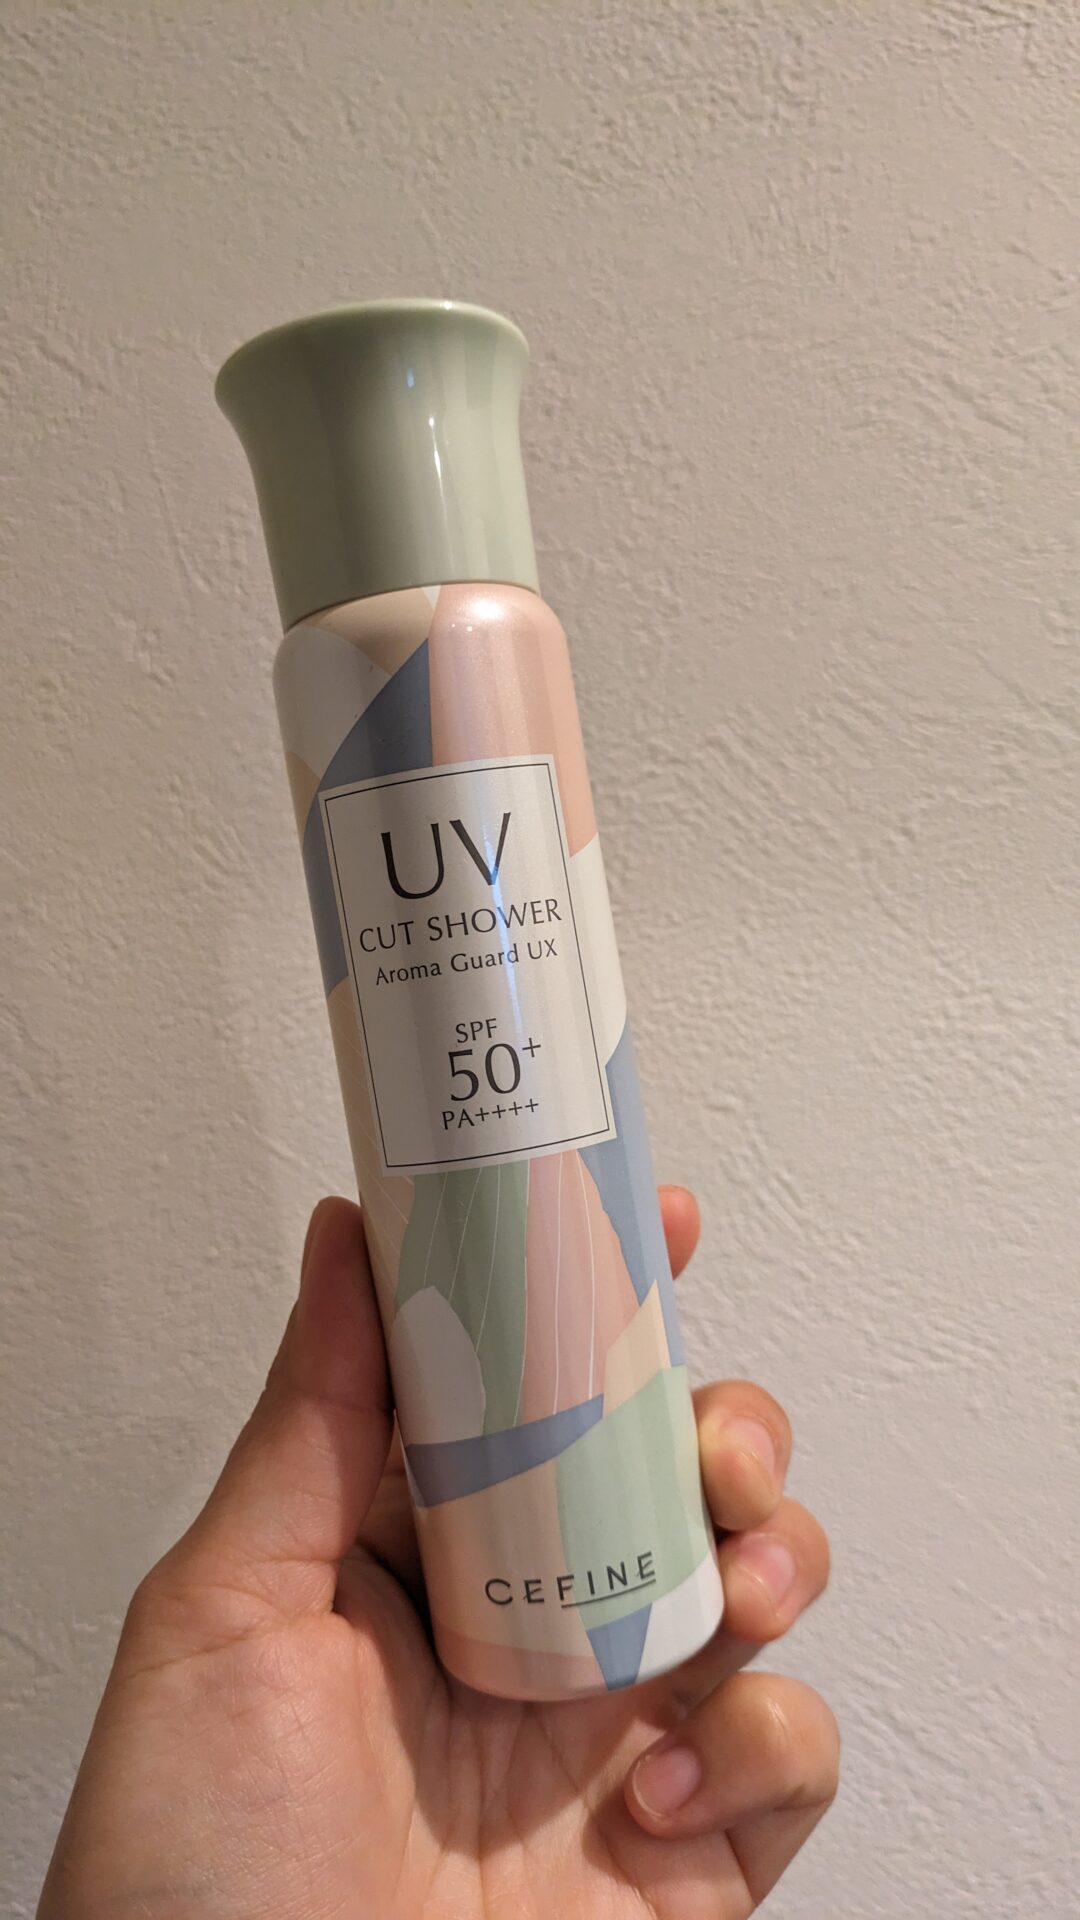 UV
CUT SHOWER
Aroma Guard UX
SPF
50+
PA++++
CEFINE